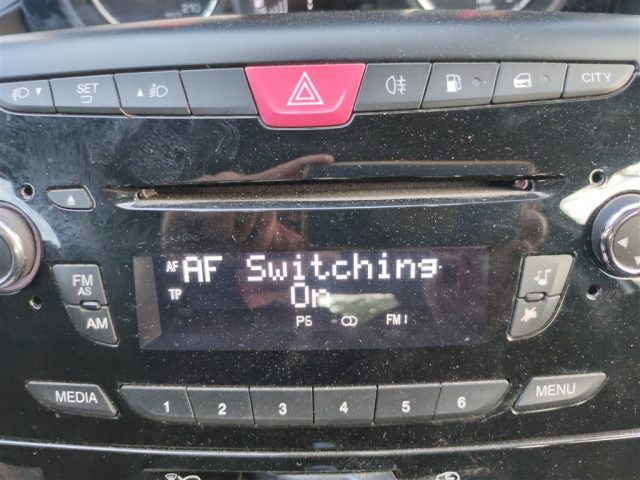 SET
CITY
AF AF Switching
TP On
P6 FM1
FM
AS
AM
MEDIA
1 2 3 4 5 6
MENU